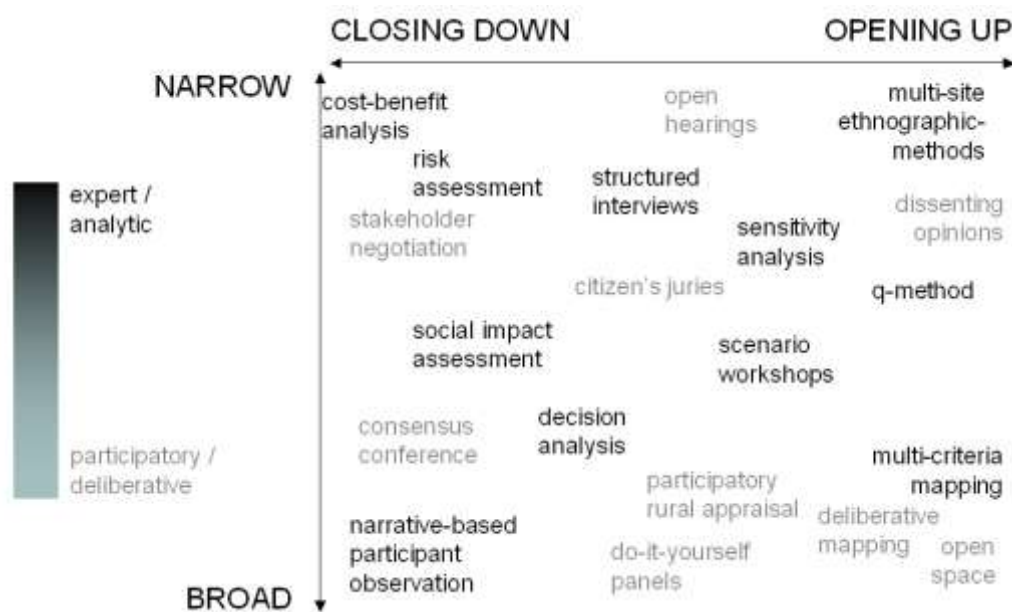 CLOSING DOWN
OPENING UP
NARROW
cost-benefit
analysis
open
hearings
multi-site
ethnographic-
methods
risk
assessment
structured
interviews
expert /
analytic
stakeholder
negotiation
sensitivity
analysis
dissenting
opinions
citizen's juries
q-method
social impact
assessment
scenario
workshops
consensus
conference
decision
analysis
participatory /
deliberative
multi-criteria
mapping
participatory
rural appraisal
deliberative
mapping
narrative-based
participant
observation
do-it-yourself
panels
open
space
BROAD